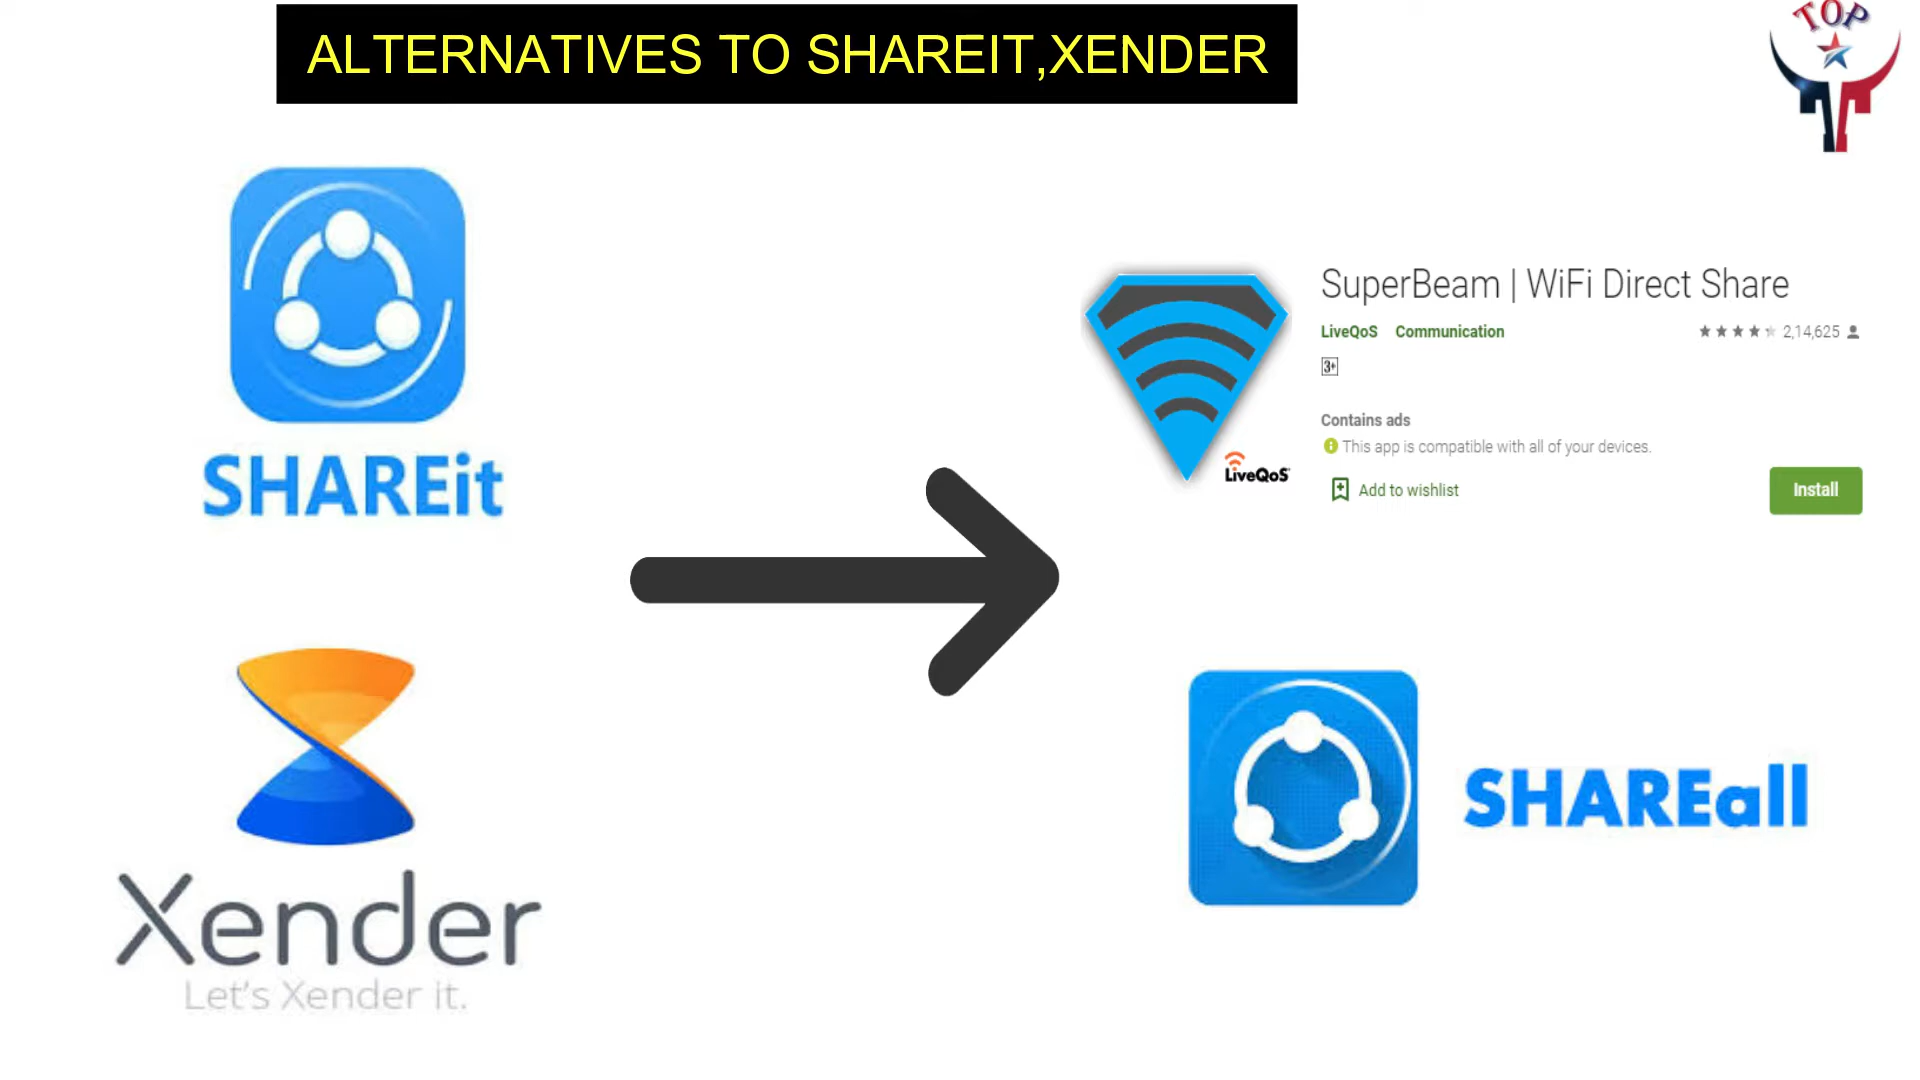 ALTERNATIVES TO SHAREIT,XENDER
TOP
SHAREit
Xender
Let's Xender it.
SuperBeam | WiFi Direct Share
LiveQoS Communication 2,14,625
3+
Contains ads
This app is compatible with all of your devices.
LiveQoS
Add to wishlist
Install
SHAREall